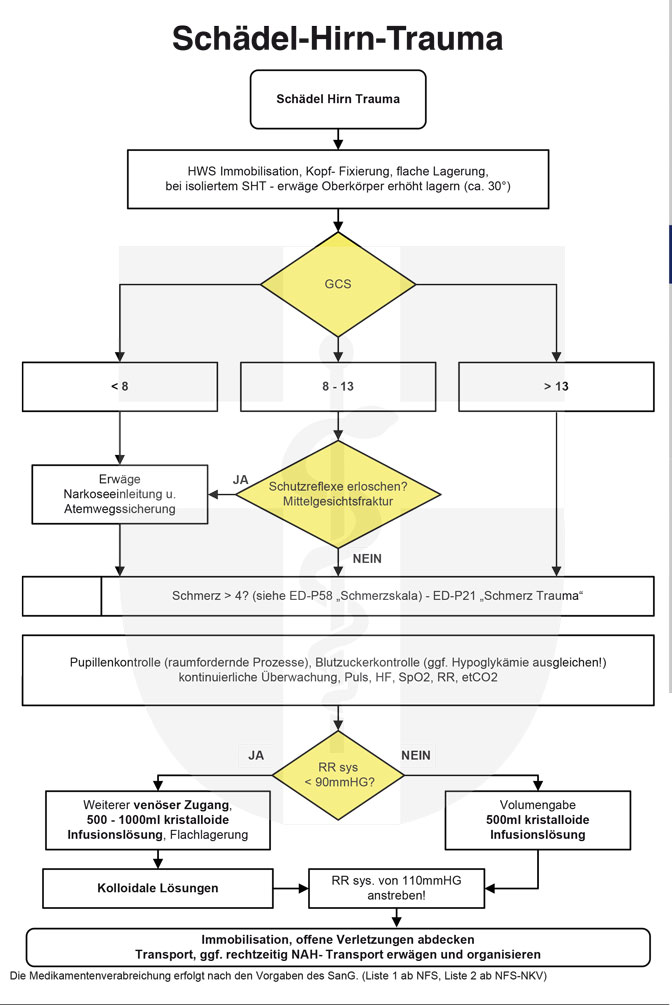 Schädel-Hirn-Trauma
Schädel Hirn Trauma
HWS Immobilisation, Kopf- Fixierung, flache Lagerung,
bei isoliertem SHT - erwäge Oberkörper erhöht lagern (ca. 30°)
GCS
< 8
8 - 13
> 13
Erwäge
Narkoseeinleitung u.
Atemwegssicherung
JA
Schutzreflexe erloschen?
Mittelgesichtsfraktur
NEIN
Schmerz > 4? (siehe ED-P58 „Schmerzskala) - ED-P21 „Schmerz Trauma“
Pupillenkontrolle (raumfordernde Prozesse), Blutzuckerkontrolle (ggf. Hypoglykämie ausgleichen!)
kontinuierliche Überwachung, Puls, HF, SpO2, RR, etCO2
JA
RR sys
< 90mmHG?
NEIN
Weiterer venöser Zugang,
500 - 1000ml kristalloide
Infusionslösung, Flachlagerung
Volumengabe
500ml kristalloide
Infusionslösung
Kolloidale Lösungen
RR sys. von 110mmHG
anstreben!
Immobilisation, offene Verletzungen abdecken
Transport, ggf. rechtzeitig NAH- Transport erwägen und organisieren
Die Medikamentenverabreichung erfolgt nach den Vorgaben des SanG. (Liste 1 ab NFS, Liste 2 ab NFS-NKV)